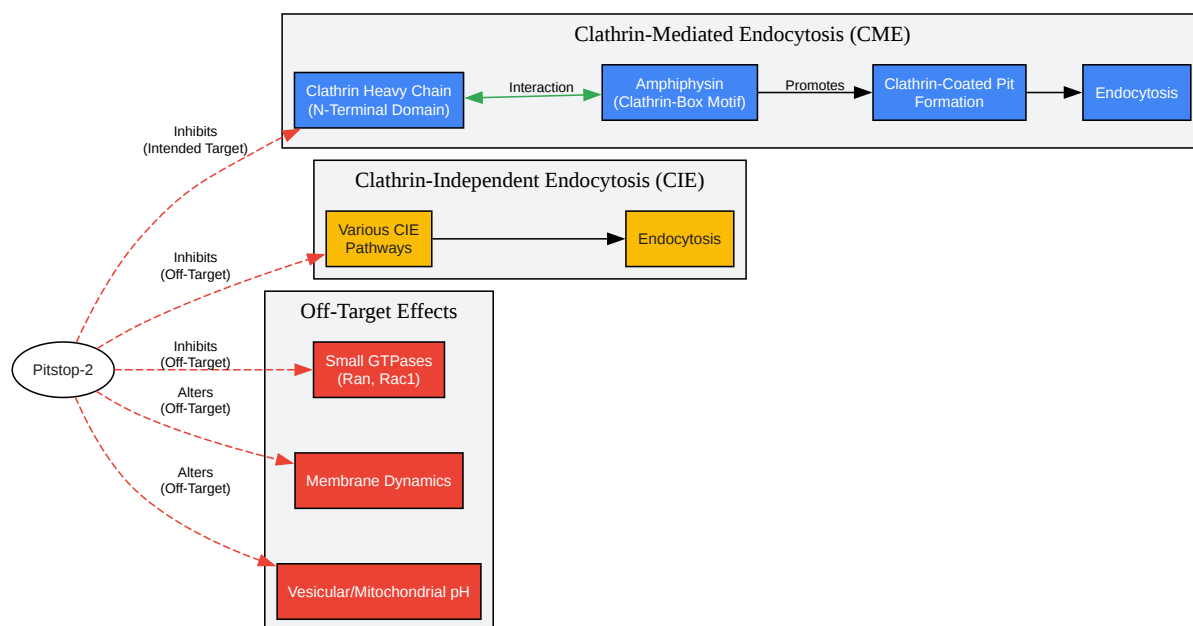 Clathrin-Mediated Endocytosis (CME)
Clathrin Heavy Chain
(N-Terminal Domain)
Interaction
Amphiphysin
(Clathrin-Box Motif)
Promotes
Clathrin-Coated Pit
Formation
Endocytosis
Inhibits
(Intended Target)
Clathrin-Independent Endocytosis (CIE)
Various CIE
Pathways
Endocytosis
Inhibits
(Off-Target)
Off-Target Effects
Pitstop-2
Inhibits
(Off-Target)
Small GTPases
(Ran, Rac1)
Alters
(Off-Target)
Membrane Dynamics
Alters
(Off-Target)
Vesicular/Mitochondrial pH